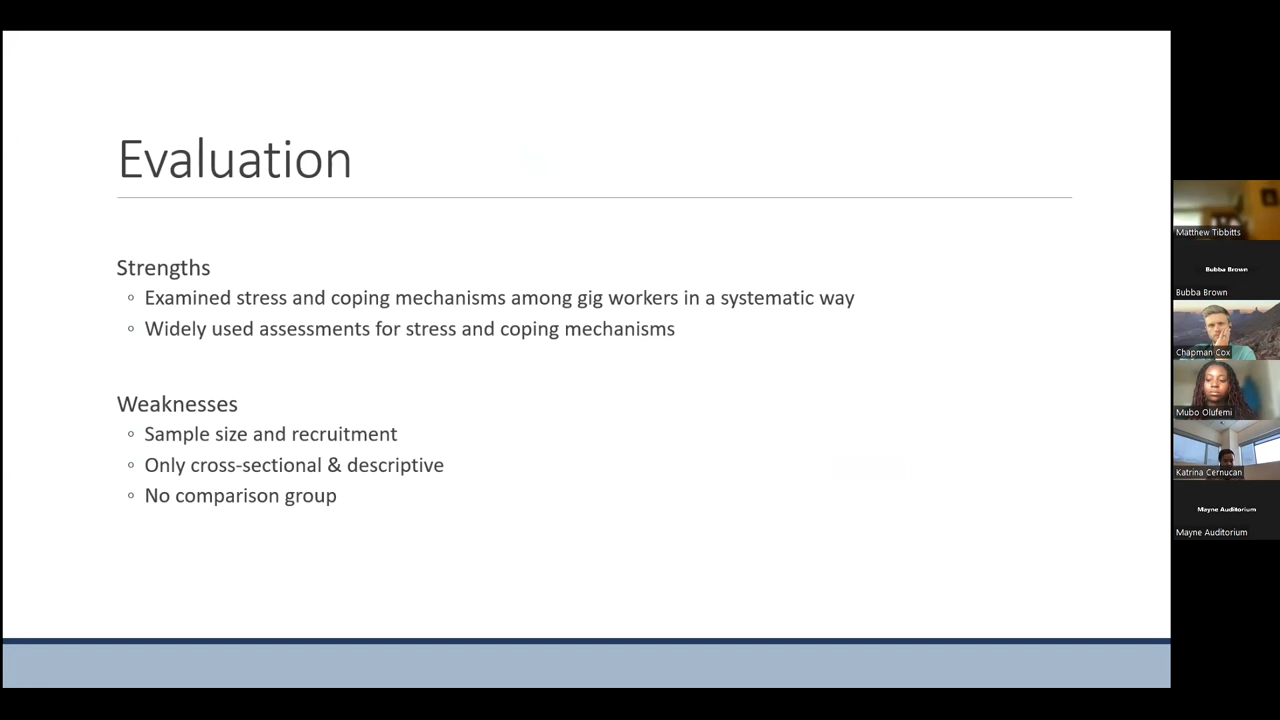 Evaluation
Strengths
◦ Examined stress and coping mechanisms among gig workers in a systematic way
◦ Widely used assessments for stress and coping mechanisms
Weaknesses
◦ Sample size and recruitment
◦ Only cross-sectional & descriptive
◦ No comparison group
Matthew Tibbitts
Bubba Brown
Bubba Brown
Chapman Cox
Mubo Olufemi
Katrina Cernucan
Mayne Auditorium
Mayne Auditorium